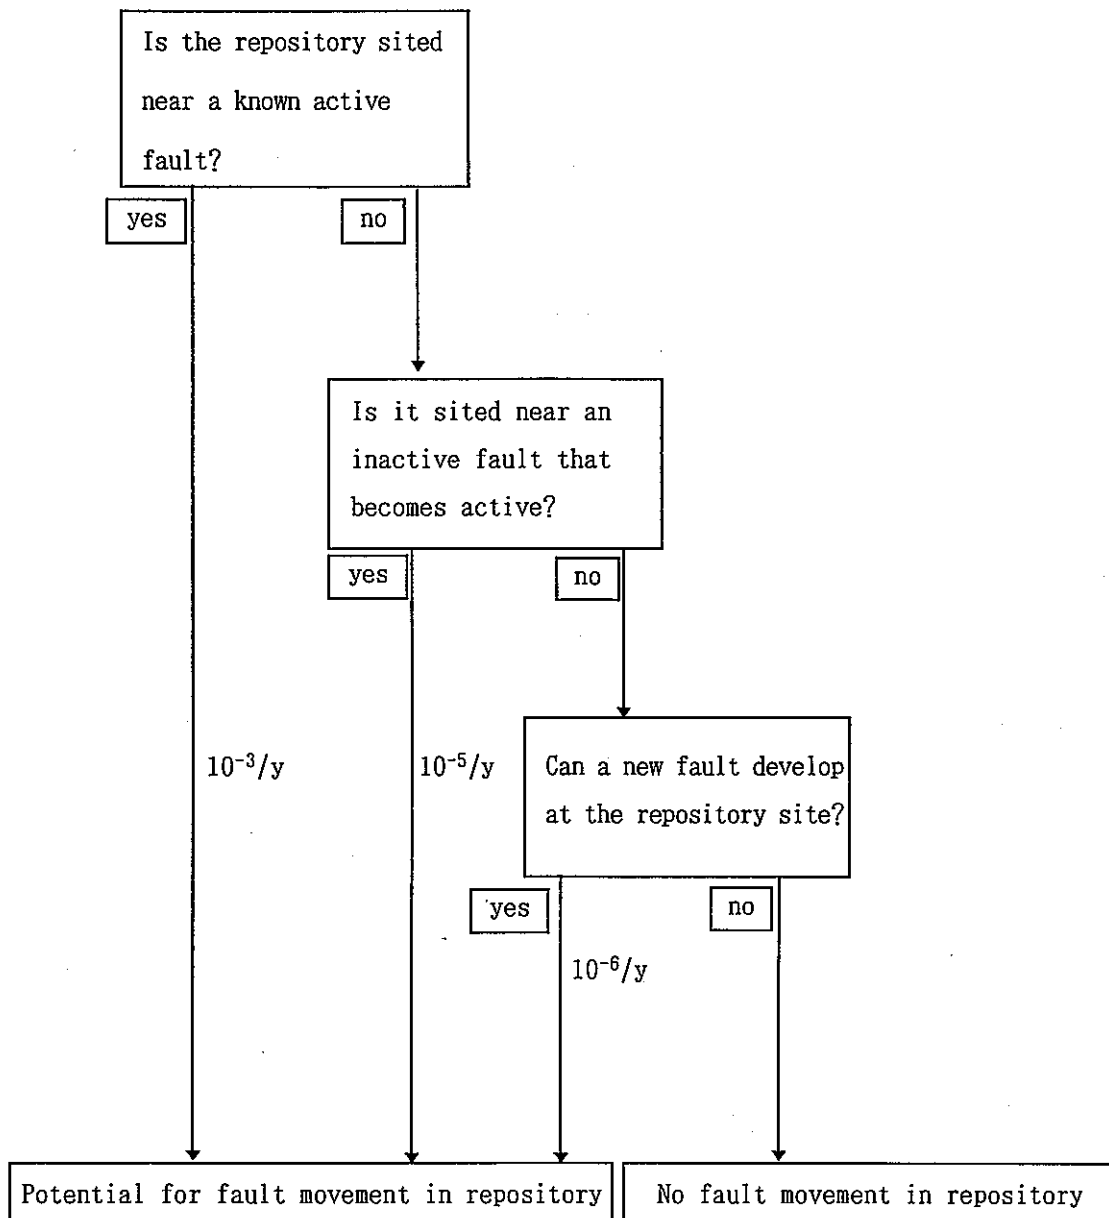 Is the repository sited
near a known active
fault?
yes
no
Is it sited near an
inactive fault that
becomes active?
yes
no
10⁻³/y
10⁻⁵/y
Can a new fault develop
at the repository site?
yes
no
10⁻⁶/y
Potential for fault movement in repository
No fault movement in repository